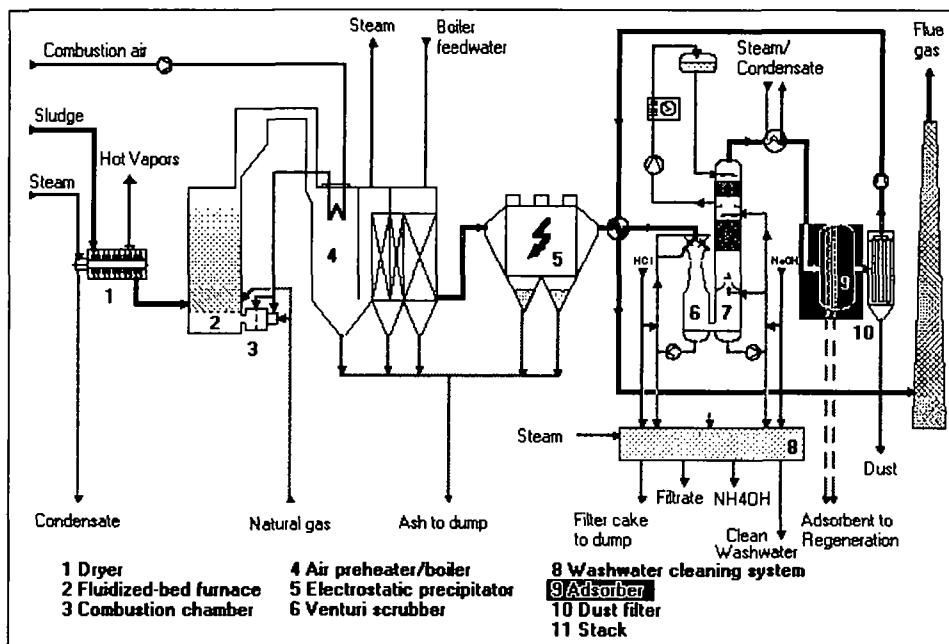 Steam
Boiler
feedwater
Flue
gas
Combustion air
Steam/
Condensate
Sludge
Hot Vapors
Steam
HCl
NaOH
1
2
3
4
5
6
7
8
9
10
Steam
Condensate
Natural gas
Ash to dump
Filter cake
to dump
Filtrate
NH4OH
Clean
Washwater
Adsorbent to
Regeneration
Dust
1 Dryer
2 Fluidized-bed furnace
3 Combustion chamber
4 Air preheater/boiler
5 Electrostatic precipitator
6 Venturi scrubber
8 Washwater cleaning system
9 Adsorber
10 Dust filter
11 Stack